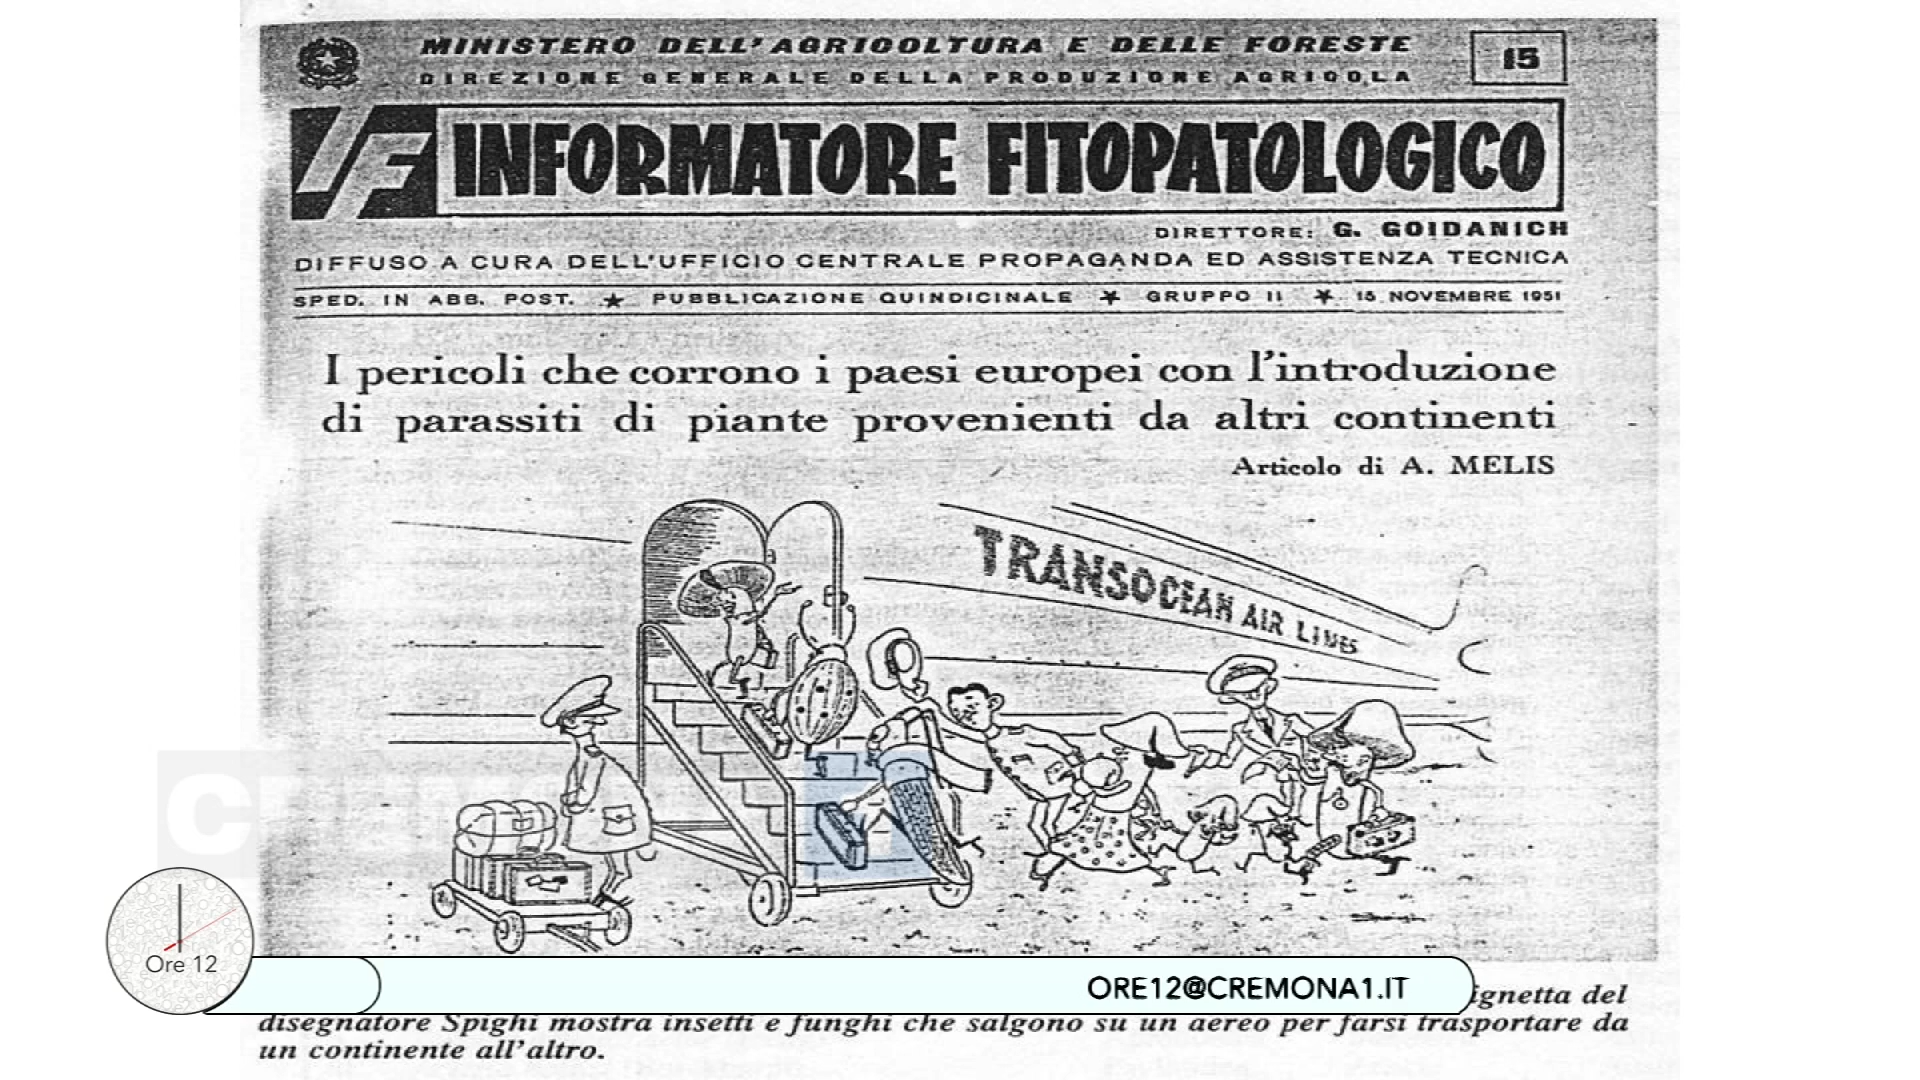 MINISTERO DELL'AGRICOLTURA E DELLE FORESTE
DIREZIONE GENERALE DELLA PRODUZIONE AGRICOLA
15
IF INFORMATORE FITOPATOLOGICO
DIRETTORE: G. GOIDANICH
DIFFUSO A CURA DELL'UFFICIO CENTRALE PROPAGANDA ED ASSISTENZA TECNICA
SPED. IN ABB. POST. ★ PUBBLICAZIONE QUINDICINALE ★ GRUPPO II ★ 15 NOVEMBRE 1951
I pericoli che corrono i paesi europei con l'introduzione
di parassiti di piante provenienti da altri continenti
Articolo di A. MELIS
TRANSOCEAN AIR LINES
CREMONA 1
Ore 12
ORE12@CREMONA1.IT
ignetta del
disegnatore Spighi mostra insetti e funghi che salgono su un aereo per farsi trasportare da
un continente all'altro.